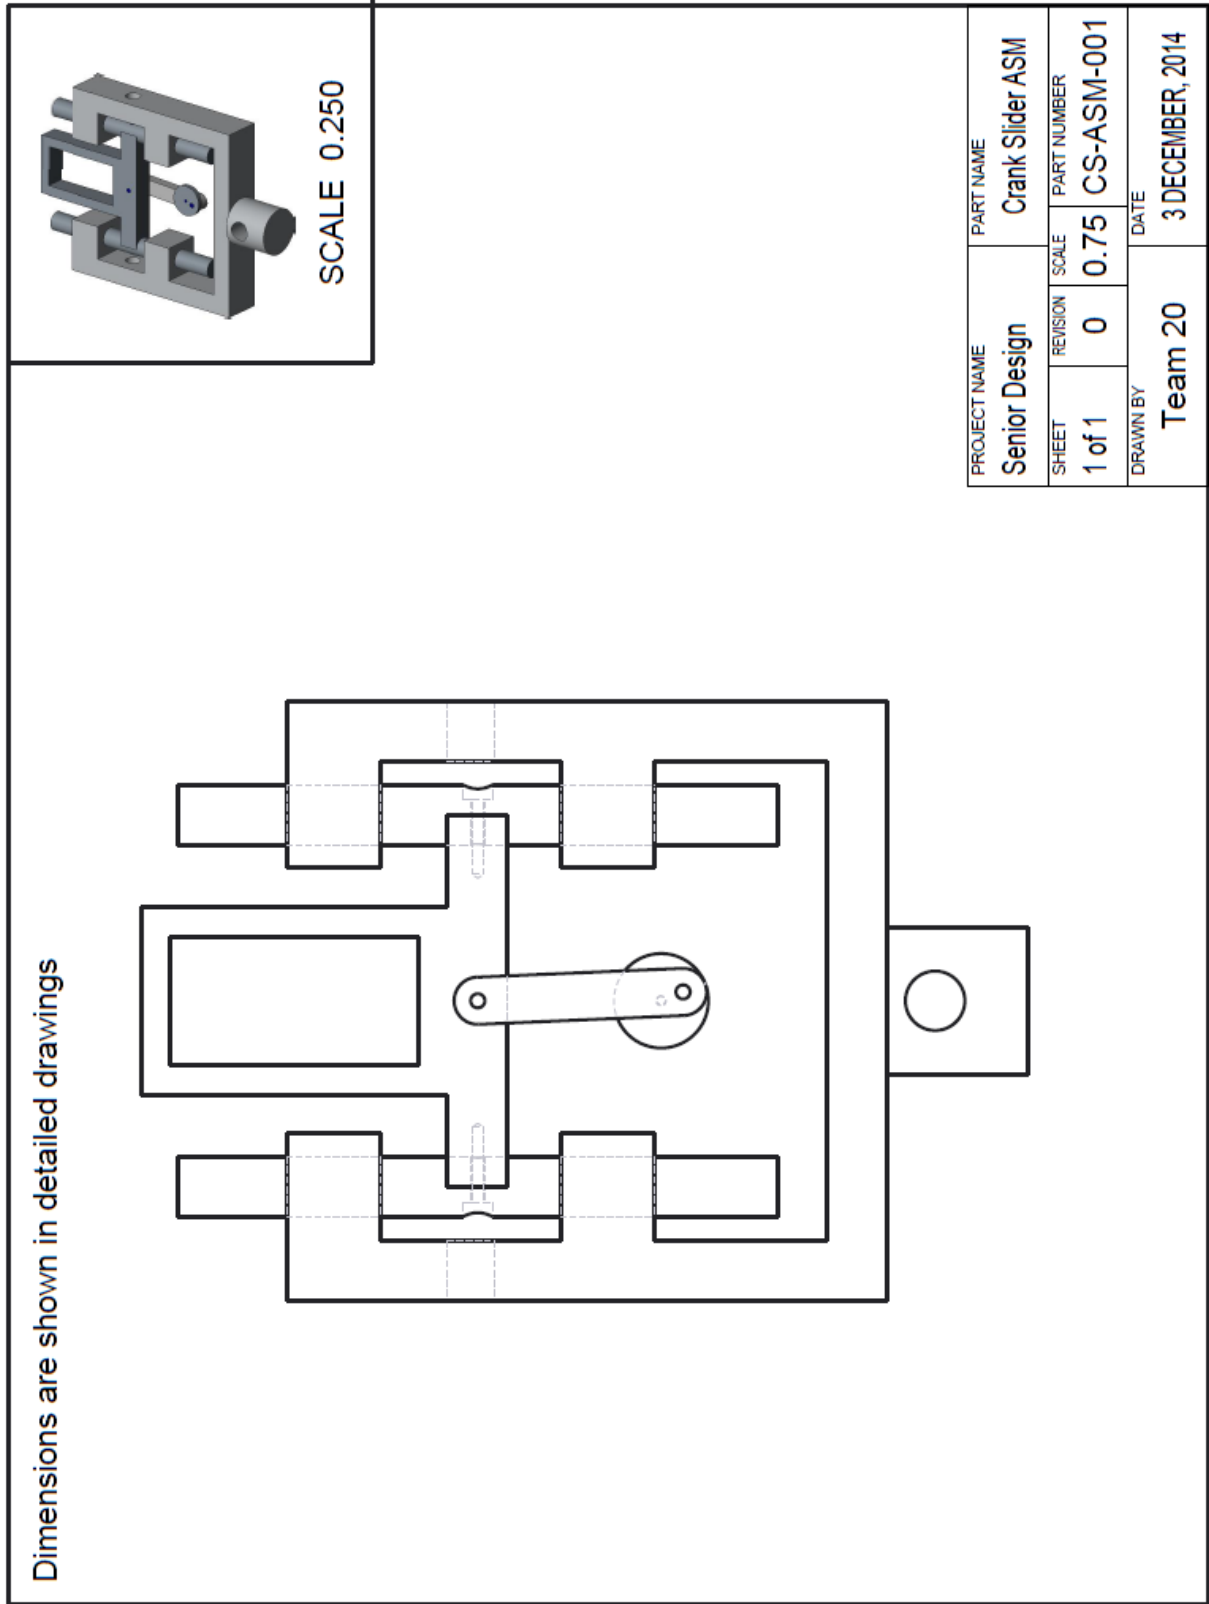 Dimensions are shown in detailed drawings
SCALE 0.250
PROJECT NAME
Senior Design
PART NAME
Crank Slider ASM
SHEET
1 of 1
REVISION
0
SCALE
0.75
PART NUMBER
CS-ASM-001
DRAWN BY
Team 20
DATE
3 DECEMBER, 2014